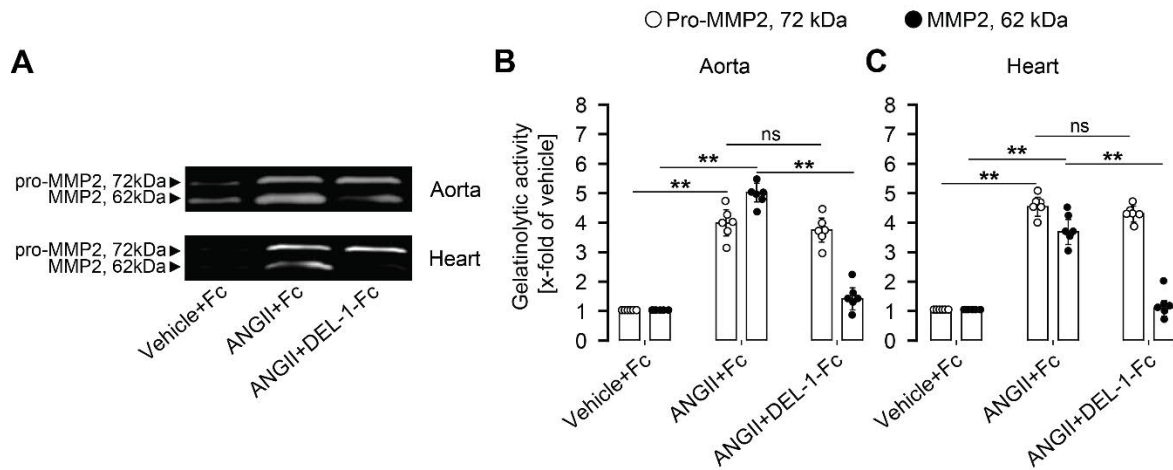 Pro-MMP2, 72 kDa MMP2, 62 kDa
A
pro-MMP2, 72kDa
MMP2, 62kDa
Aorta
pro-MMP2, 72kDa
MMP2, 62kDa
Heart
Vehicle+Fc
ANGII+Fc
ANGII+DEL-1-Fc
B
Aorta
Gelatinolytic activity
[x-fold of vehicle]
8
7
6
5
4
3
2
1
0
ns
** **
**
Vehicle+Fc
ANGII+Fc
ANGII+DEL-1-Fc
C
Heart
8
7
6
5
4
3
2
1
0
ns
** **
**
Vehicle+Fc
ANGII+Fc
ANGII+DEL-1-Fc